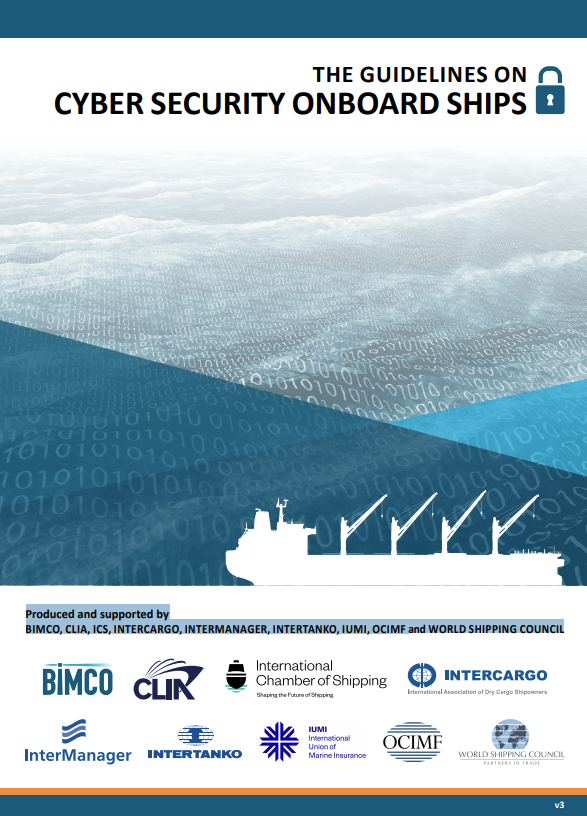 THE GUIDELINES ON
CYBER SECURITY ONBOARD SHIPS
Produced and supported by
BIMCO, CLIA, ICS, INTERCARGO, INTERMANAGER, INTERTANKO, IUMI, OCIMF and WORLD SHIPPING COUNCIL
BIMCO
CLIA
International
Chamber of Shipping
Shaping the Future of Shipping
INTERCARGO
International Association of Dry Cargo Shipowners
InterManager
INTERTANKO
IUMI
International
Union of
Marine Insurance
OCIMF
WORLD SHIPPING COUNCIL
PARTNERS IN TRADE
v3